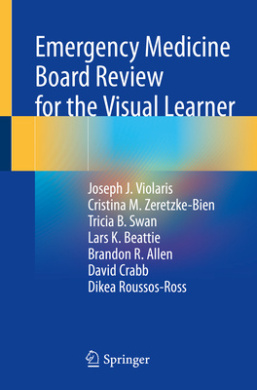 Emergency Medicine
Board Review
for the Visual Learner
Joseph J. Violaris
Cristina M. Zeretzke-Bien
Tricia B. Swan
Lars K. Beattie
Brandon R. Allen
David Crabb
Dikea Roussos-Ross
Springer